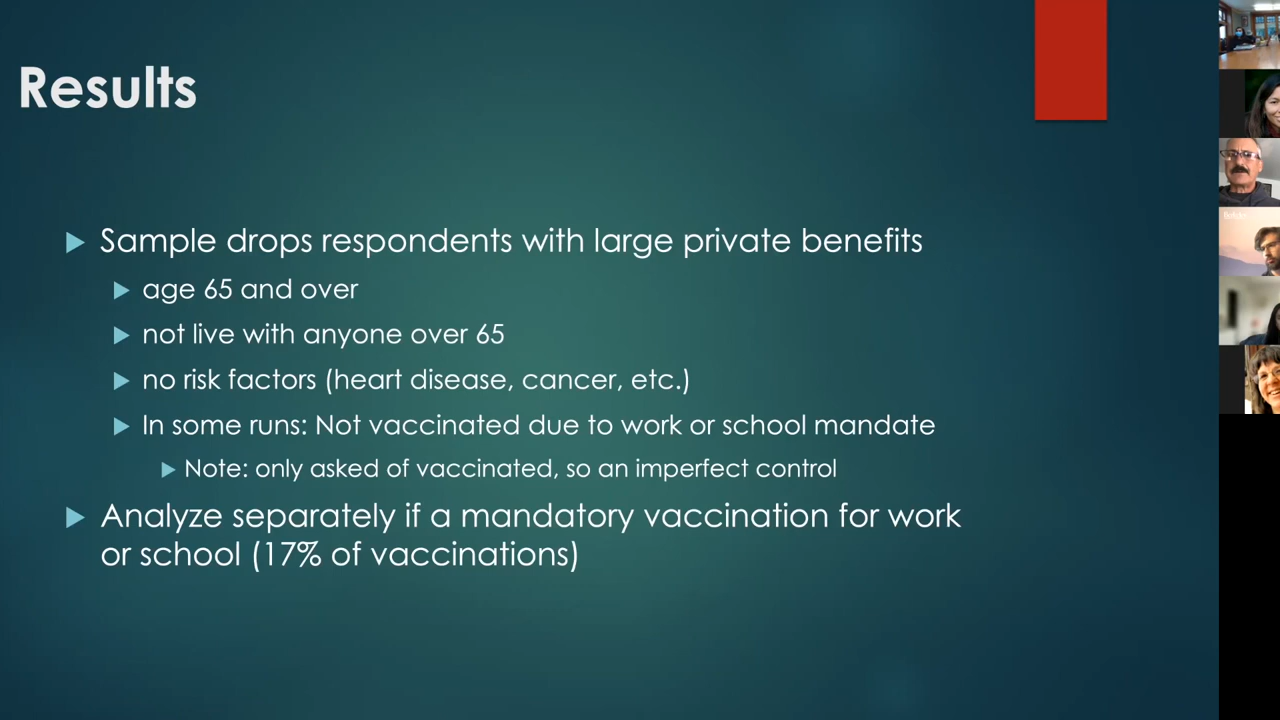 Results
Sample drops respondents with large private benefits
age 65 and over
not live with anyone over 65
no risk factors (heart disease, cancer, etc.)
In some runs: Not vaccinated due to work or school mandate
Note: only asked of vaccinated, so an imperfect control
Analyze separately if a mandatory vaccination for work
or school (17% of vaccinations)